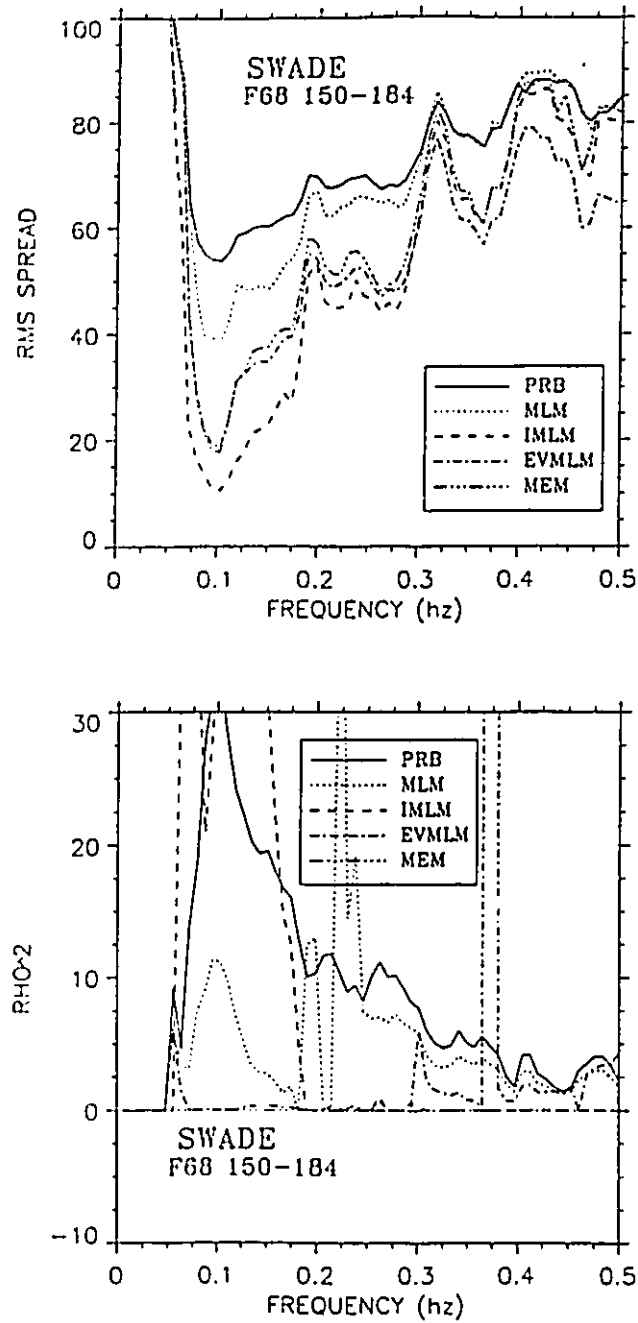 100
80
60
40
20
0
RMS SPREAD
SWADE
F68 150-184
PRB
MLM
IMLM
EVMLM
MEM
0 0.1 0.2 0.3 0.4 0.5
FREQUENCY (hz)
30
20
10
0
-10
RHO^2
PRB
MLM
IMLM
EVMLM
MEM
SWADE
F68 150-184
0 0.1 0.2 0.3 0.4 0.5
FREQUENCY (hz)